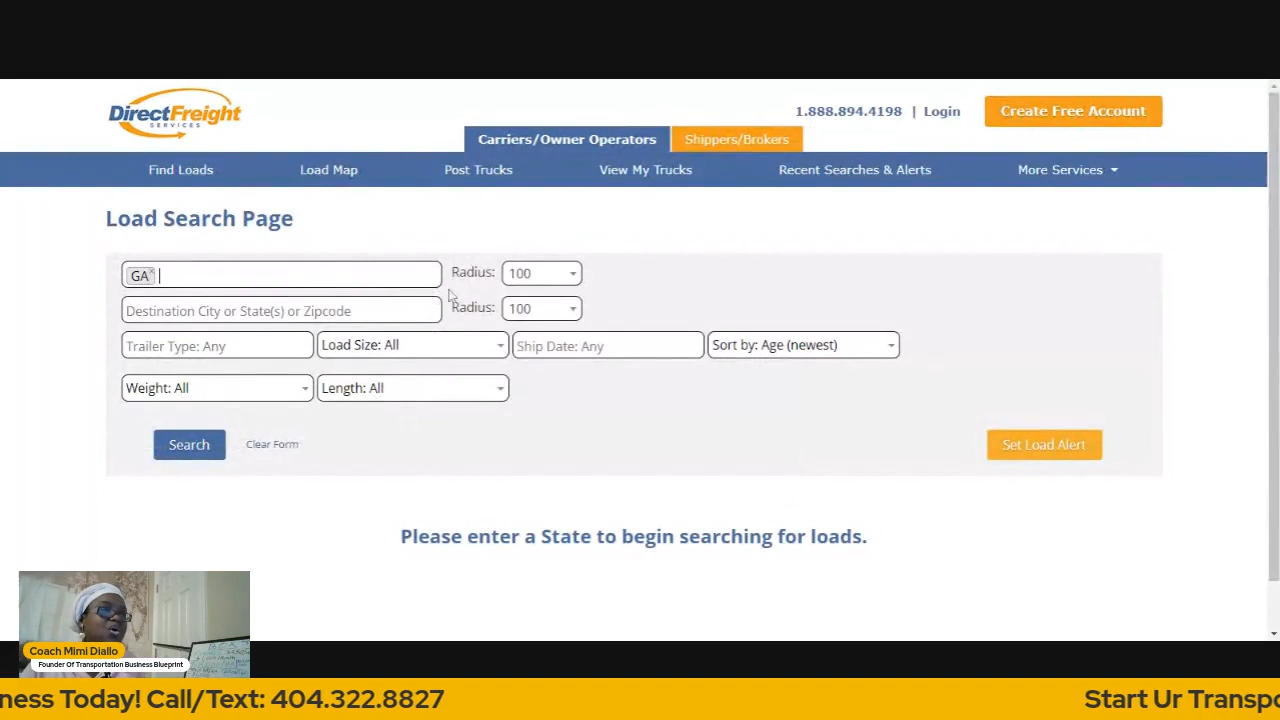 DirectFreight
SERVICES
1.888.894.4198 | Login
Create Free Account
Carriers/Owner Operators
Shippers/Brokers
Find Loads
Load Map
Post Trucks
View My Trucks
Recent Searches & Alerts
More Services
Load Search Page
GA x
Radius: 100
Destination City or State(s) or Zipcode
Radius: 100
Trailer Type: Any
Load Size: All
Ship Date: Any
Sort by: Age (newest)
Weight: All
Length: All
Search
Clear Form
Set Load Alert
Please enter a State to begin searching for loads.
Coach Mimi Diallo
Founder Of Transportation Business Blueprint
ness Today! Call/Text: 404.322.8827
Start Ur Transpo